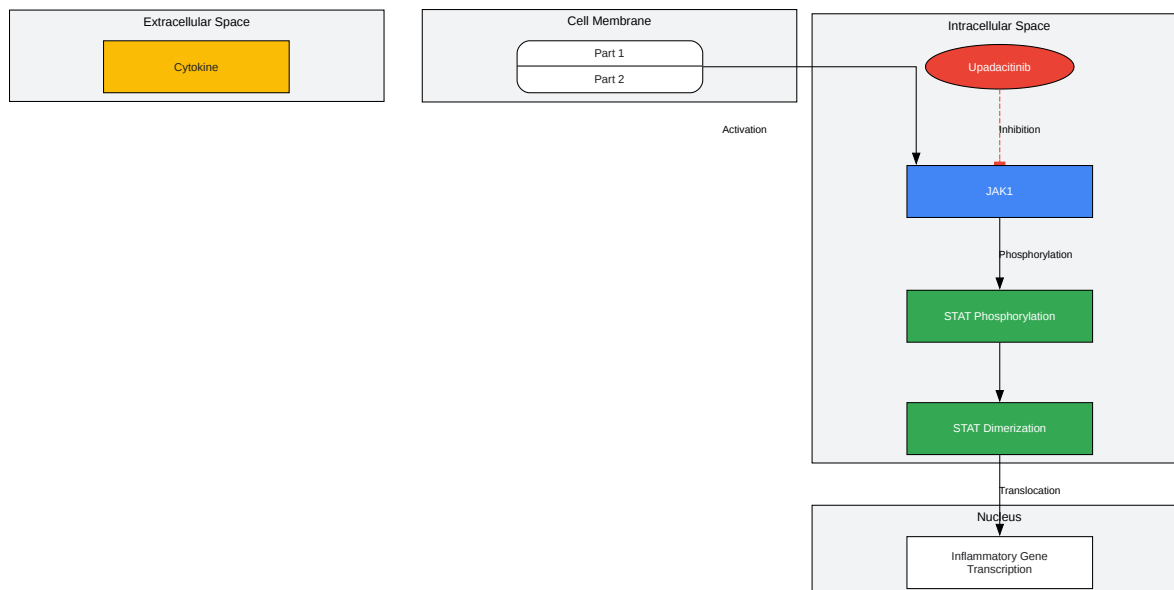 Extracellular Space
Cytokine
Cell Membrane
Part 1
Part 2
Activation
Intracellular Space
Upadacitinib
Inhibition
JAK1
Phosphorylation
STAT Phosphorylation
STAT Dimerization
Translocation
Nucleus
Inflammatory Gene
Transcription